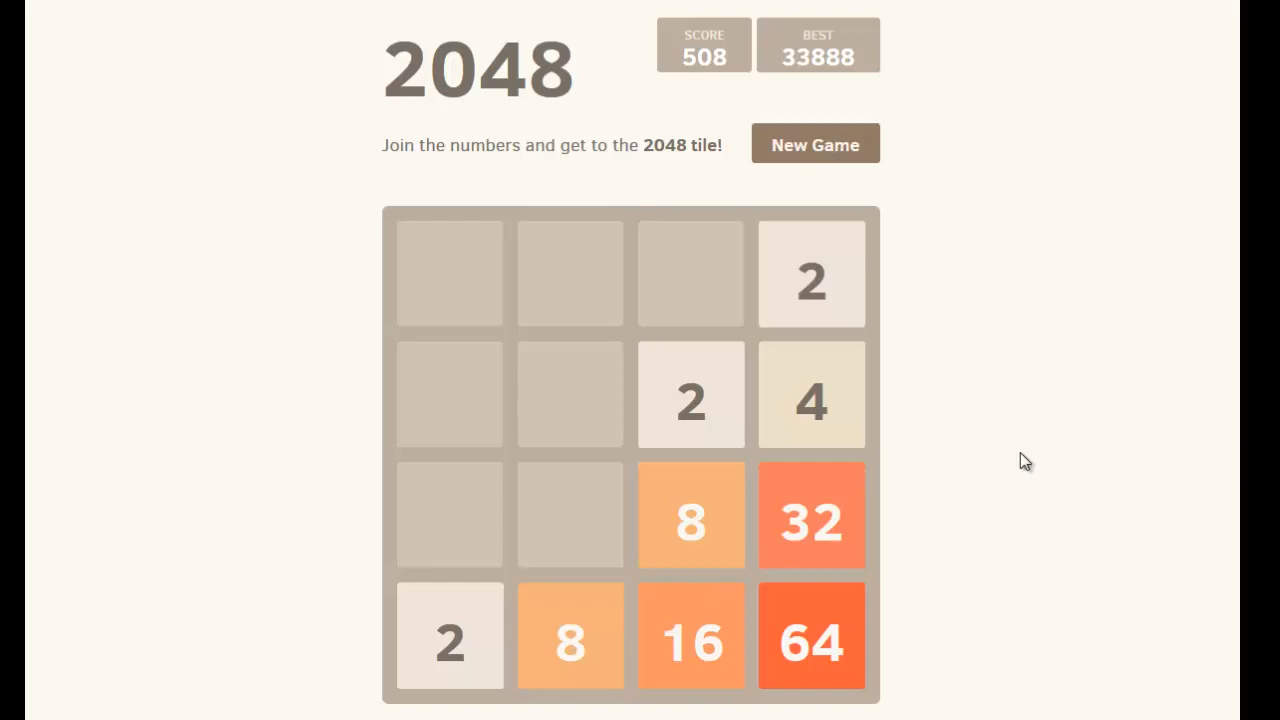 2048
SCORE
508
BEST
33888
Join the numbers and get to the 2048 tile!
New Game
2
2 4
8 32
2 8 16 64